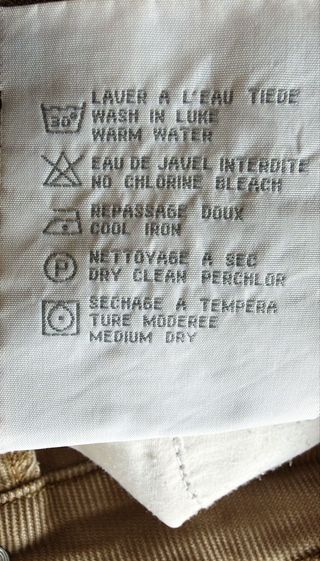 LAVER A L'EAU TIEDE
30° WASH IN LUKE
WARM WATER
EAU DE JAVEL INTERDITE
NO CHLORINE BLEACH
REPASSAGE DOUX
COOL IRON
P NETTOYAGE A SEC
DRY CLEAN PERCHLOR
SECHAGE A TEMPERA
TURE MODEREE
MEDIUM DRY